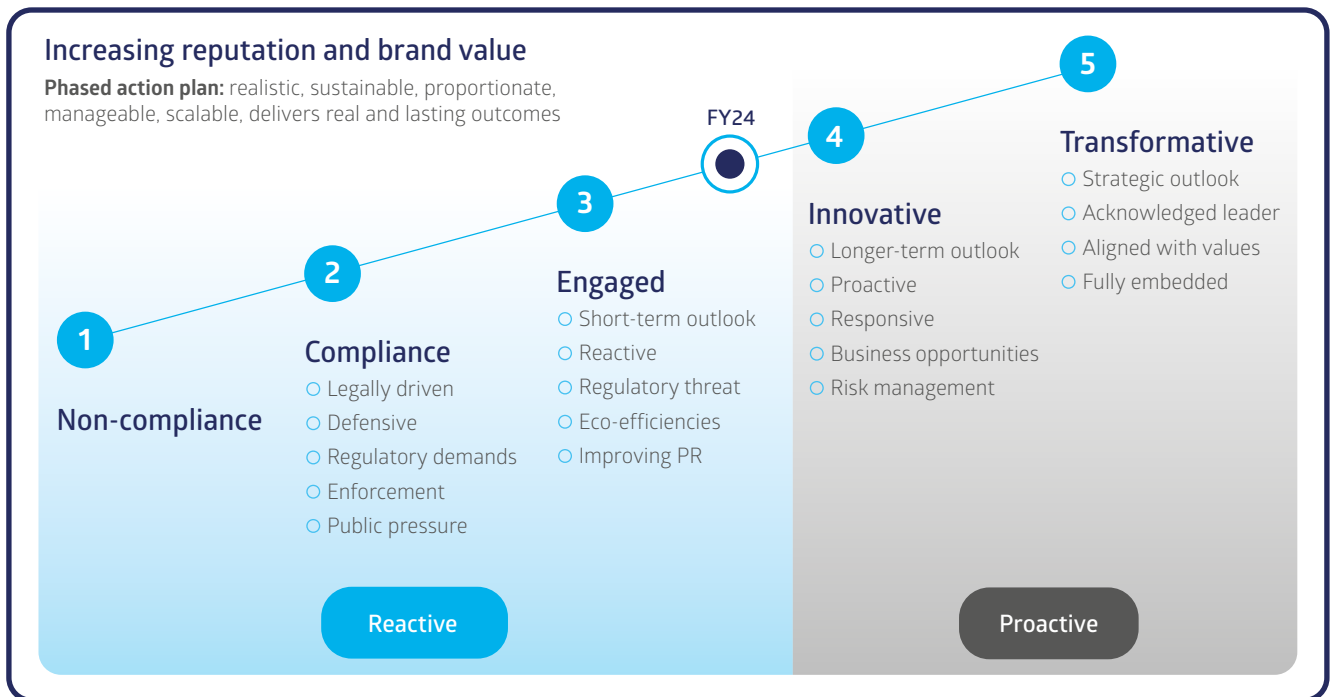 Increasing reputation and brand value
Phased action plan: realistic, sustainable, proportionate,
manageable, scalable, delivers real and lasting outcomes
1
Non-compliance
2
Compliance
Legally driven
Defensive
Regulatory demands
Enforcement
Public pressure
3
Engaged
Short-term outlook
Reactive
Regulatory threat
Eco-efficiencies
Improving PR
FY24
4
Innovative
Longer-term outlook
Proactive
Responsive
Business opportunities
Risk management
5
Transformative
Strategic outlook
Acknowledged leader
Aligned with values
Fully embedded
Reactive
Proactive